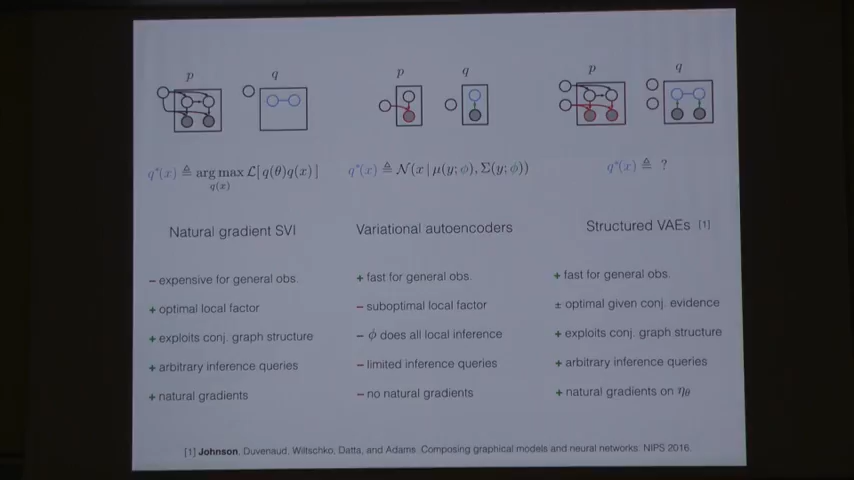 p q p q p q
q*(x) ≜ arg max L[ q(θ)q(x) ] q*(x) ≜ N(x | μ(y; ϕ), Σ(y; ϕ)) q*(x) ≜ ?
q(x)
Natural gradient SVI Variational autoencoders Structured VAEs [1]
– expensive for general obs. + fast for general obs. + fast for general obs.
+ optimal local factor – suboptimal local factor ± optimal given conj. evidence
+ exploits conj. graph structure – ϕ does all local inference + exploits conj. graph structure
+ arbitrary inference queries – limited inference queries + arbitrary inference queries
+ natural gradients – no natural gradients + natural gradients on ηθ
[1] Johnson, Duvenaud, Wiltschko, Datta, and Adams. Composing graphical models and neural networks. NIPS 2016.